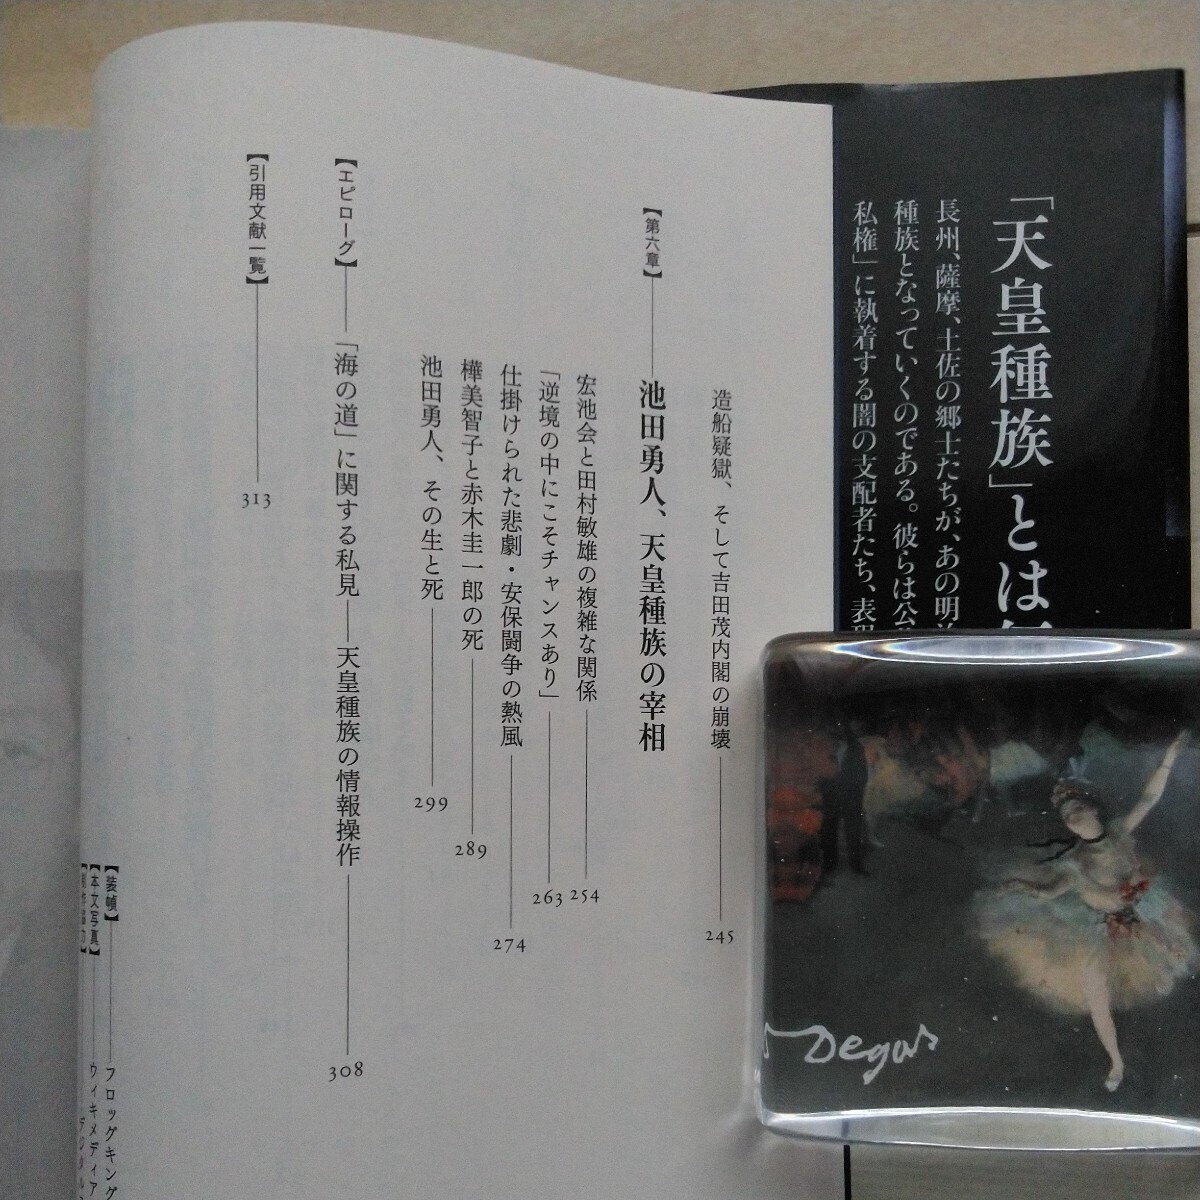 「天皇種族」とは
長州、薩摩、土佐の郷士たちが、あの明治
種族となっていくのである。彼らは公
私権」に執着する闇の支配者たち、表
造船疑獄、そして吉田茂内閣の崩壊 245
【第六章】 池田勇人、天皇種族の宰相
宏池会と田村敏雄の複雑な関係 254
「逆境の中にこそチャンスあり」 263
仕掛けられた悲劇・安保闘争の熱風 274
樺美智子と赤木圭一郎の死 289
池田勇人、その生と死 299
【エピローグ】 「海の道」に関する私見―天皇種族の情報操作 308
【引用文献一覧】 313
【装幀】 フロッグキング
【本文写真】 ウィキメディア
Degas